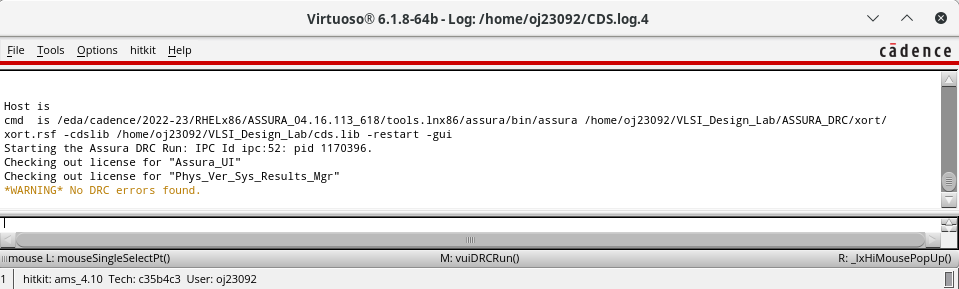 Virtuoso® 6.1.8-64b - Log: /home/oj23092/CDS.log.4
File Tools Options hitkit Help
cādence
Host is
cmd  is /eda/cadence/2022-23/RHELx86/ASSURA_04.16.113_618/tools.lnx86/assura/bin/assura /home/oj23092/VLSI_Design_Lab/ASSURA_DRC/xort/
xort.rsf -cdslib /home/oj23092/VLSI_Design_Lab/cds.lib -restart -gui
Starting the Assura DRC Run: IPC Id ipc:52: pid 1170396.
Checking out license for "Assura_UI"
Checking out license for "Phys_Ver_Sys_Results_Mgr"
*WARNING* No DRC errors found.
mouse L: mouseSingleSelectPt() M: vuiDRCRun() R: _lxHiMousePopUp()
1 hitkit: ams_4.10 Tech: c35b4c3 User: oj23092